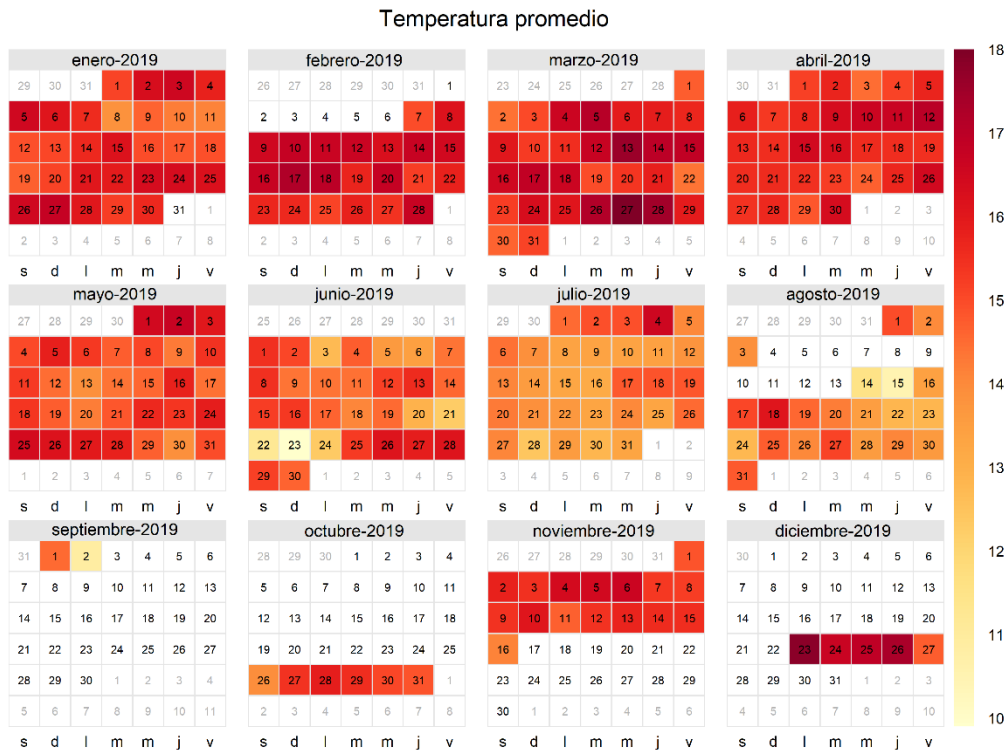 Temperatura promedio
enero-2019 febrero-2019 marzo-2019 abril-2019 18
29 30 31 1 2 3 4 26 27 28 29 30 31 1 23 24 25 26 27 28 1 30 31 1 2 3 4 5
5 6 7 8 9 10 11 2 3 4 5 6 7 8 2 3 4 5 6 7 8 6 7 8 9 10 11 12 17
12 13 14 15 16 17 18 9 10 11 12 13 14 15 9 10 11 12 13 14 15 13 14 15 16 17 18 19
19 20 21 22 23 24 25 16 17 18 19 20 21 22 16 17 18 19 20 21 22 20 21 22 23 24 25 26
26 27 28 29 30 31 1 23 24 25 26 27 28 1 23 24 25 26 27 28 29 27 28 29 30 1 2 3 16
2 3 4 5 6 7 8 2 3 4 5 6 7 8 30 31 1 2 3 4 5 4 5 6 7 8 9 10
s d l m m j v s d l m m j v s d l m m j v s d l m m j v
mayo-2019 junio-2019 julio-2019 agosto-2019 15
27 28 29 30 1 2 3 25 26 27 28 29 30 31 29 30 1 2 3 4 5 27 28 29 30 31 1 2
4 5 6 7 8 9 10 1 2 3 4 5 6 7 6 7 8 9 10 11 12 3 4 5 6 7 8 9
11 12 13 14 15 16 17 8 9 10 11 12 13 14 13 14 15 16 17 18 19 10 11 12 13 14 15 16 14
18 19 20 21 22 23 24 15 16 17 18 19 20 21 20 21 22 23 24 25 26 17 18 19 20 21 22 23
25 26 27 28 29 30 31 22 23 24 25 26 27 28 27 28 29 30 31 1 2 24 25 26 27 28 29 30
1 2 3 4 5 6 7 29 30 1 2 3 4 5 3 4 5 6 7 8 9 31 1 2 3 4 5 6 13
s d l m m j v s d l m m j v s d l m m j v s d l m m j v
septiembre-2019 octubre-2019 noviembre-2019 diciembre-2019
31 1 2 3 4 5 6 28 29 30 1 2 3 4 26 27 28 29 30 31 1 30 1 2 3 4 5 6 12
7 8 9 10 11 12 13 5 6 7 8 9 10 11 2 3 4 5 6 7 8 7 8 9 10 11 12 13
14 15 16 17 18 19 20 12 13 14 15 16 17 18 9 10 11 12 13 14 15 14 15 16 17 18 19 20
21 22 23 24 25 26 27 19 20 21 22 23 24 25 16 17 18 19 20 21 22 21 22 23 24 25 26 27 11
28 29 30 1 2 3 4 26 27 28 29 30 31 1 23 24 25 26 27 28 29 28 29 30 31 1 2 3
5 6 7 8 9 10 11 2 3 4 5 6 7 8 30 1 2 3 4 5 6 4 5 6 7 8 9 10 10
s d l m m j v s d l m m j v s d l m m j v s d l m m j v